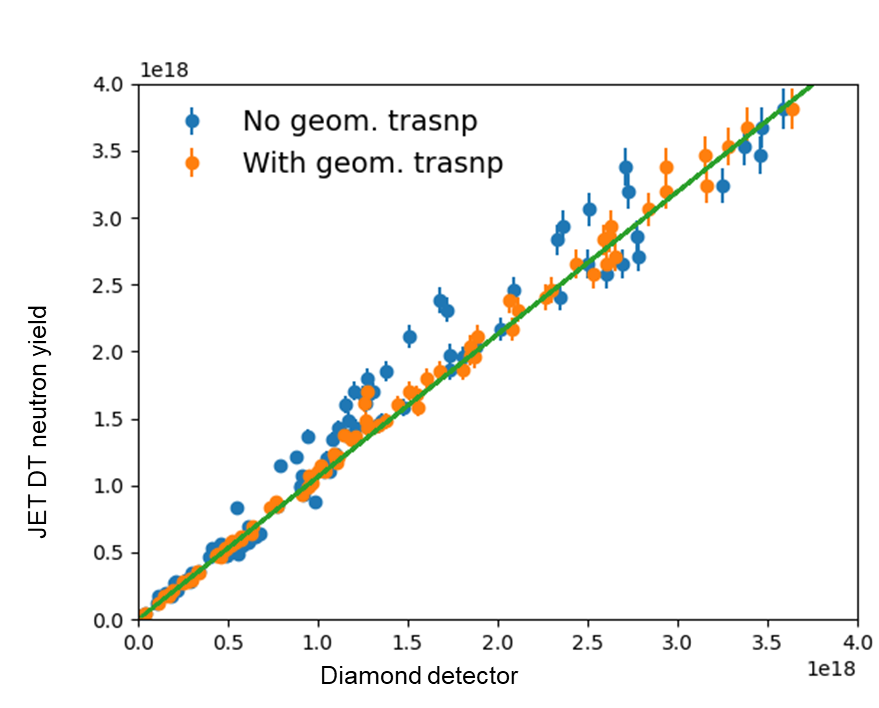 1e18
4.0
3.5
3.0
2.5
2.0
1.5
1.0
0.5
0.0
JET DT neutron yield
No geom. trasnp
With geom. trasnp
0.0 0.5 1.0 1.5 2.0 2.5 3.0 3.5 4.0
1e18
Diamond detector